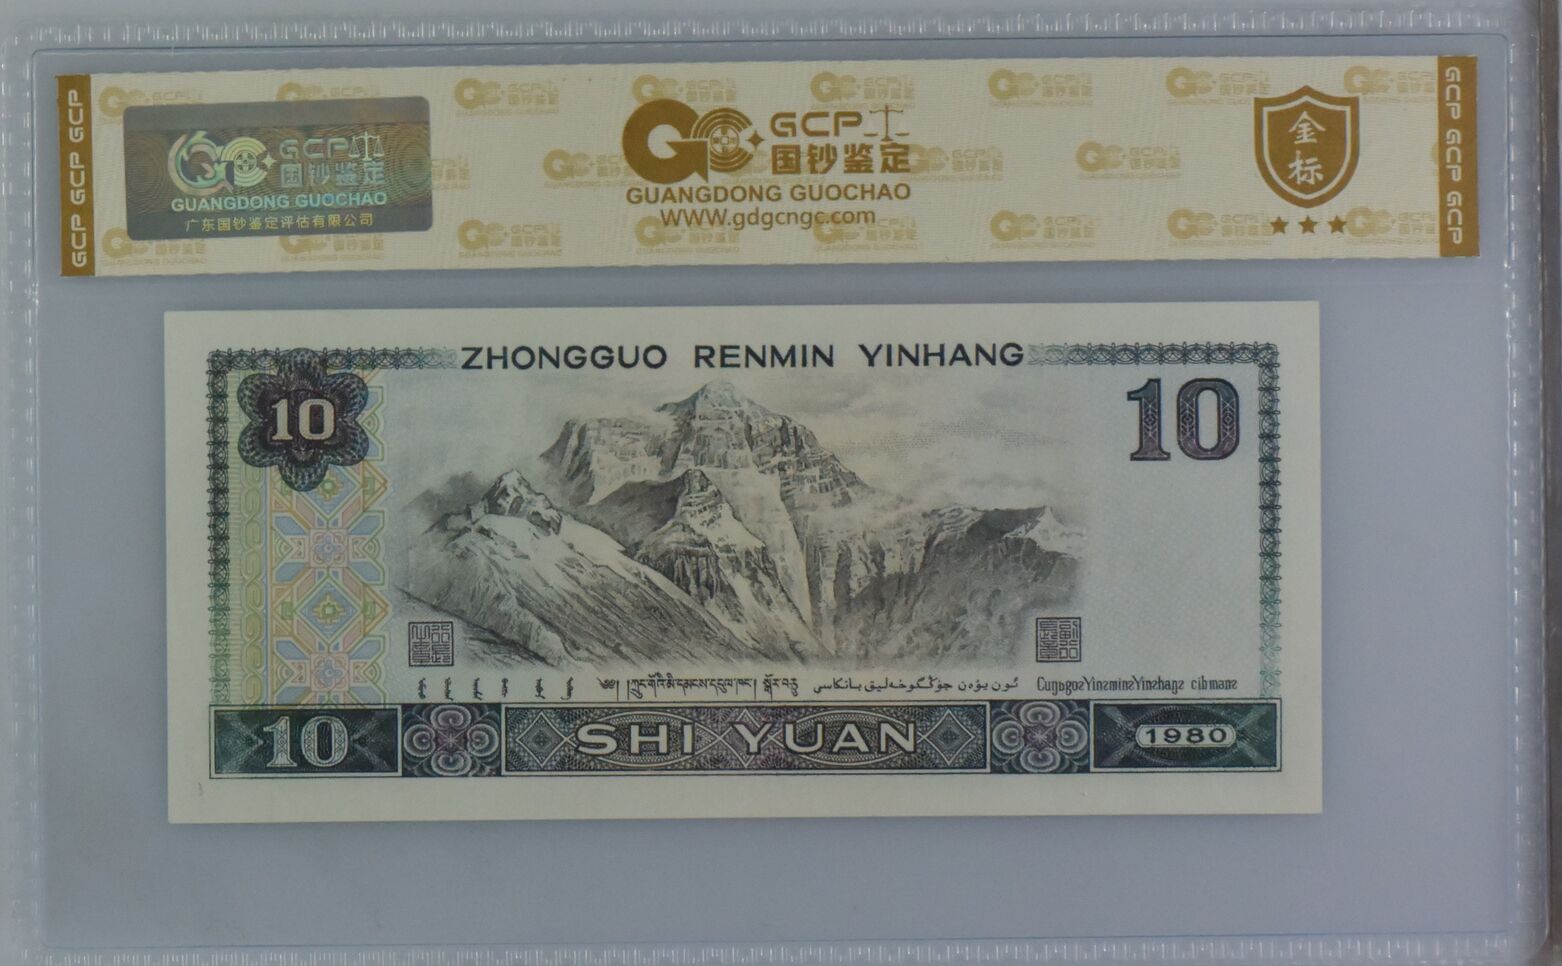 GCP GCP GCP
GCP
国钞鉴定
GUANGDONG GUOCHAO
广东国钞鉴定评估有限公司
GCP
国钞鉴定
GUANGDONG GUOCHAO
WWW.gdgcngc.com
金标
GCP GCP GCP
ZHONGGUO RENMIN YINHANG
10
10
10
SHI YUAN
1980